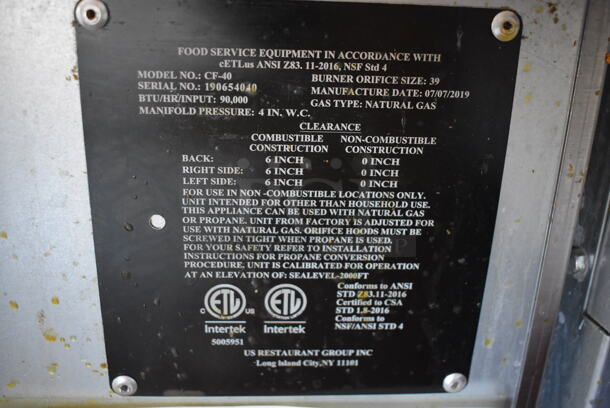 FOOD SERVICE EQUIPMENT IN ACCORDANCE WITH
cETLus ANSI Z83. 11-2016, NSF Std 4
MODEL NO.: CF-40 BURNER ORIFICE SIZE: 39
SERIAL NO.: 190654040 MANUFACTURE DATE: 07/07/2019
BTU/HR/INPUT: 90,000 GAS TYPE: NATURAL GAS
MANIFOLD PRESSURE: 4 IN. W.C.
CLEARANCE
COMBUSTIBLE NON-COMBUSTIBLE
CONSTRUCTION CONSTRUCTION
BACK: 6 INCH 0 INCH
RIGHT SIDE: 6 INCH 0 INCH
LEFT SIDE: 6 INCH 0 INCH
FOR USE IN NON -COMBUSTIBLE LOCATIONS ONLY.
UNIT INTENDED FOR OTHER THAN HOUSEHOLD USE.
THIS APPLIANCE CAN BE USED WITH NATURAL GAS
OR PROPANE. UNIT FROM FACTORY IS ADJUSTED FOR
USE WITH NATURAL GAS. ORIFICE HOODS MUST BE
SCREWED IN TIGHT WHEN PROPANE IS USED.
FOR YOUR SAFETY REFER TO INSTALLATION
INSTRUCTIONS FOR PROPANE CONVERSION
PROCEDURE. UNIT IS CALIBRATED FOR OPERATION
AT AN ELEVATION OF: SEALEVEL-2000FT
C ETL US ETL
Intertek Intertek
5005951
Conforms to ANSI
STD Z83.11-2016
Certified to CSA
STD 1.8-2016
Conforms to
NSF/ANSI STD 4
US RESTAURANT GROUP INC
Long Island City,NY 11101